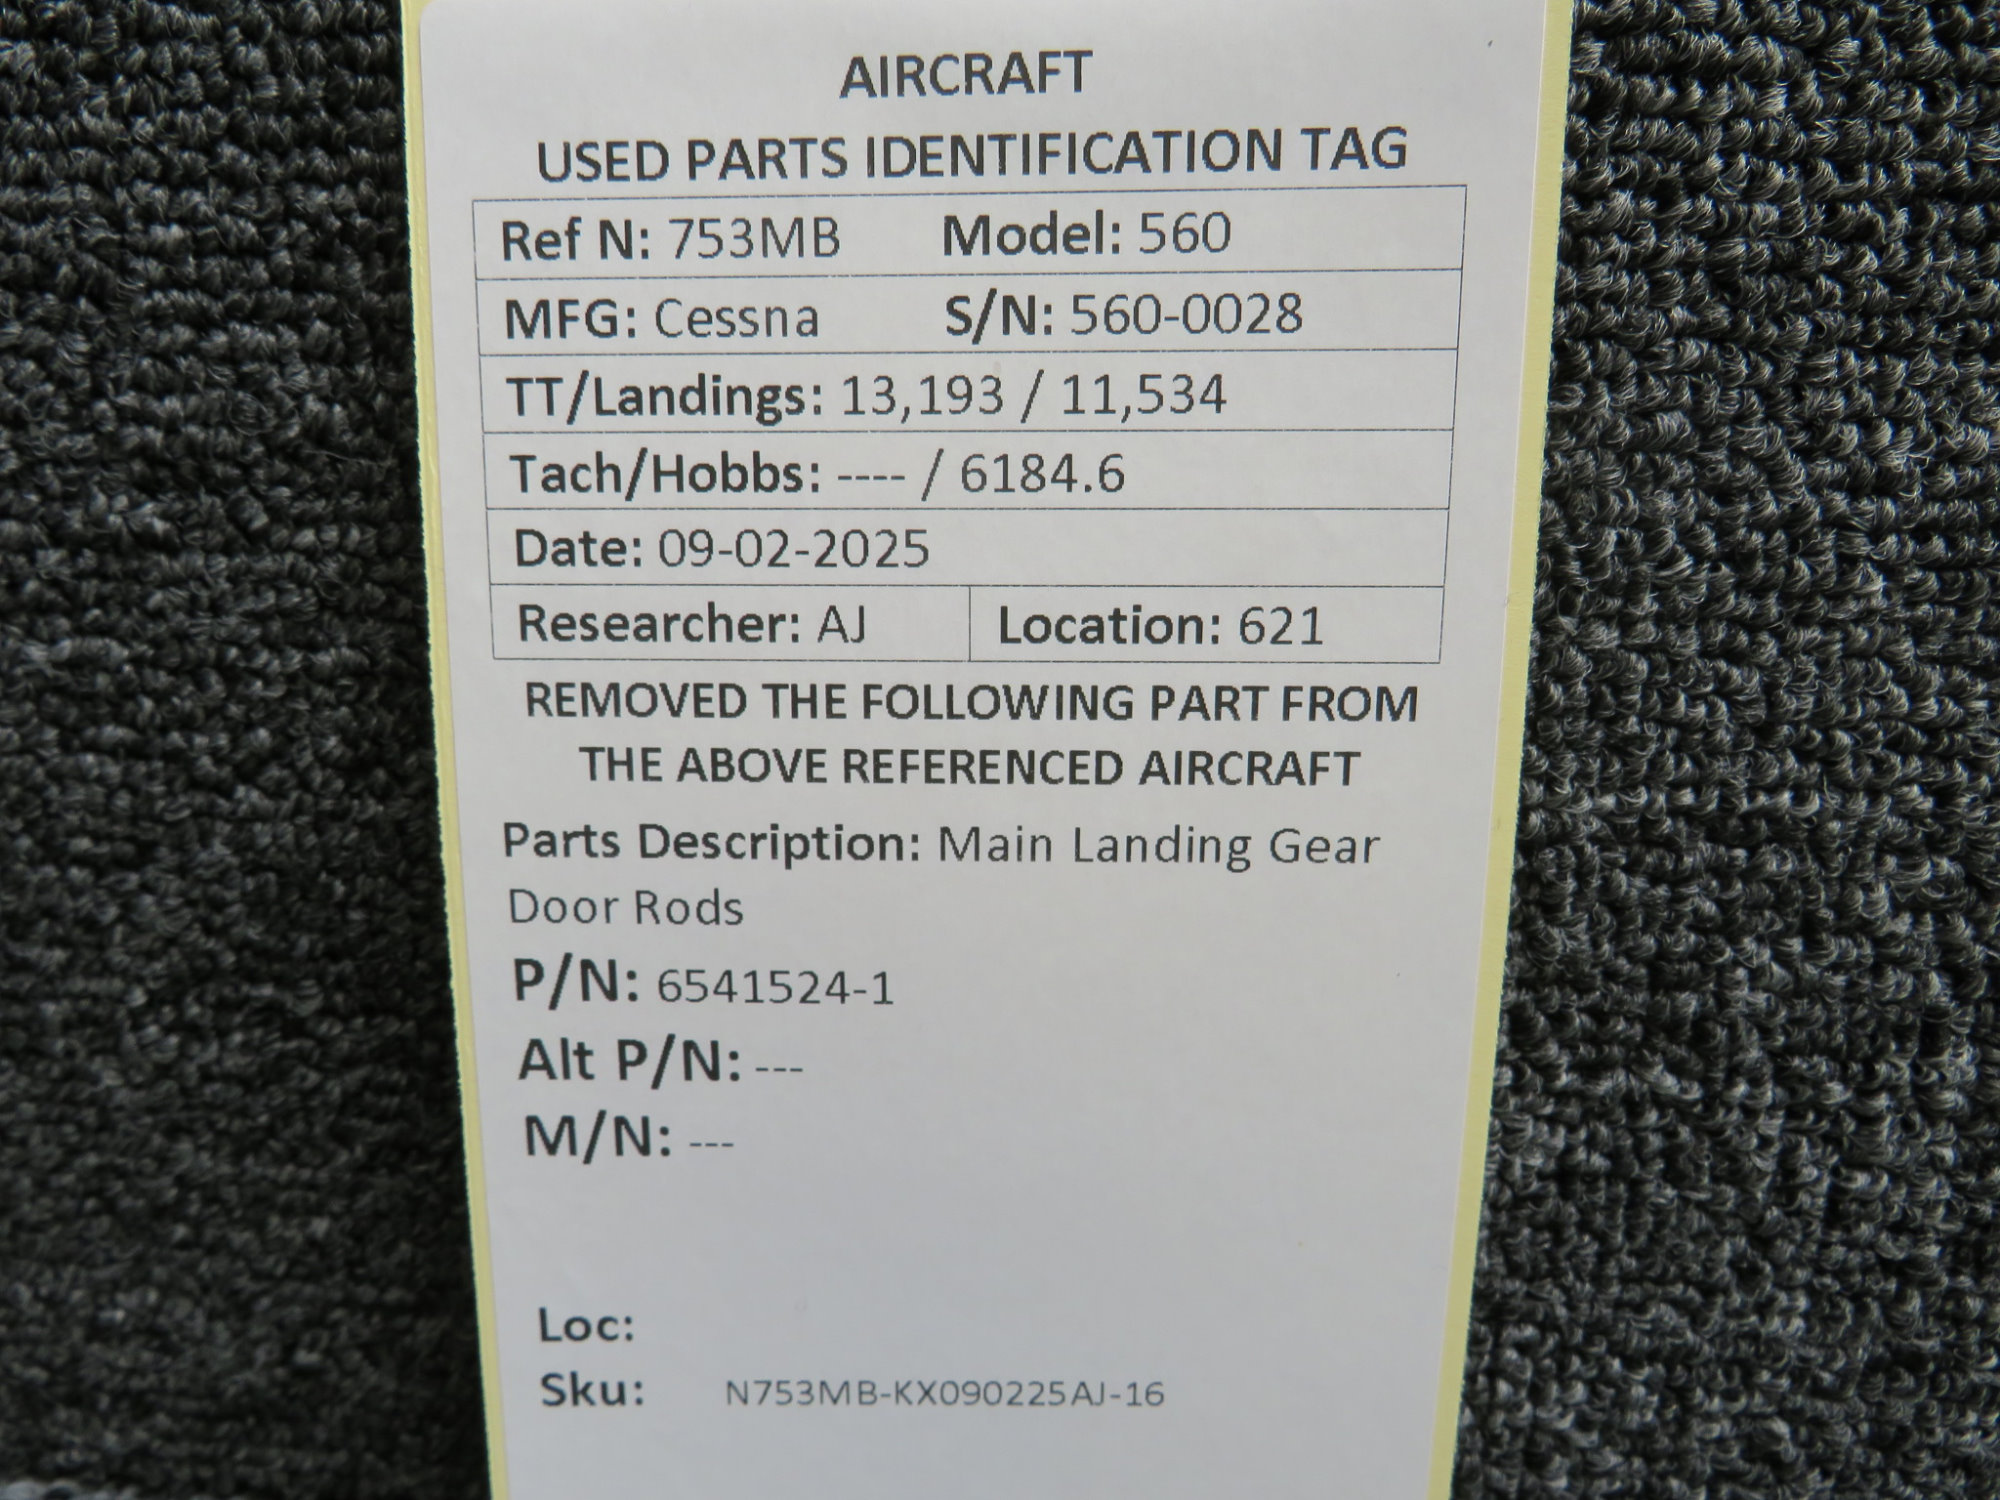 AIRCRAFT
USED PARTS IDENTIFICATION TAG
Ref N: 753MB Model: 560
MFG: Cessna S/N: 560-0028
TT/Landings: 13,193 / 11,534
Tach/Hobbs: ---- / 6184.6
Date: 09-02-2025
Researcher: AJ Location: 621
REMOVED THE FOLLOWING PART FROM
THE ABOVE REFERENCED AIRCRAFT
Parts Description: Main Landing Gear
Door Rods
P/N: 6541524-1
Alt P/N: ---
M/N: ---
Loc:
Sku: N753MB-KX090225AJ-16